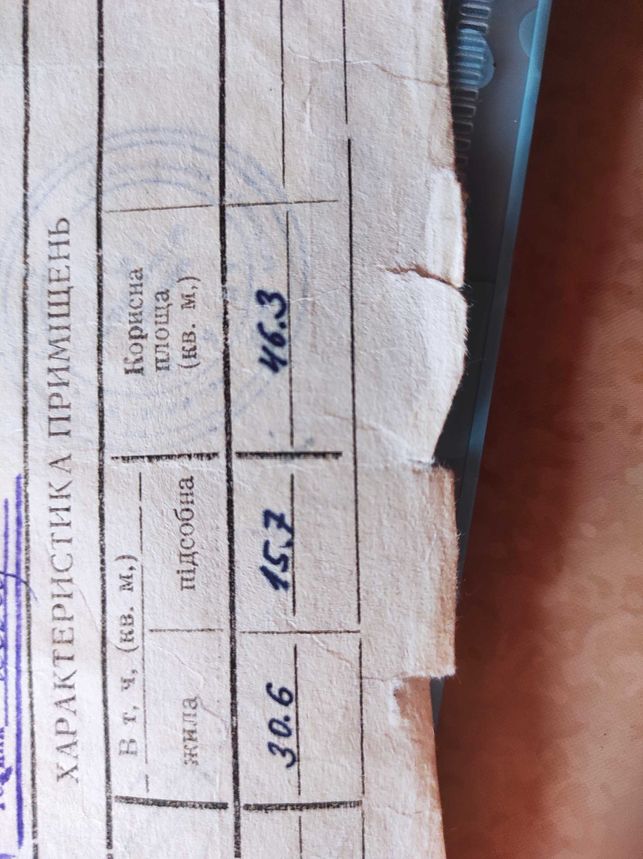 ХАРАКТЕРИСТИКА ПРИМІЩЕНЬ
В т. ч. (кв. м,)
жила
підсобна
Корисна
площа
(кв. м,)
30.6
15.7
46.3